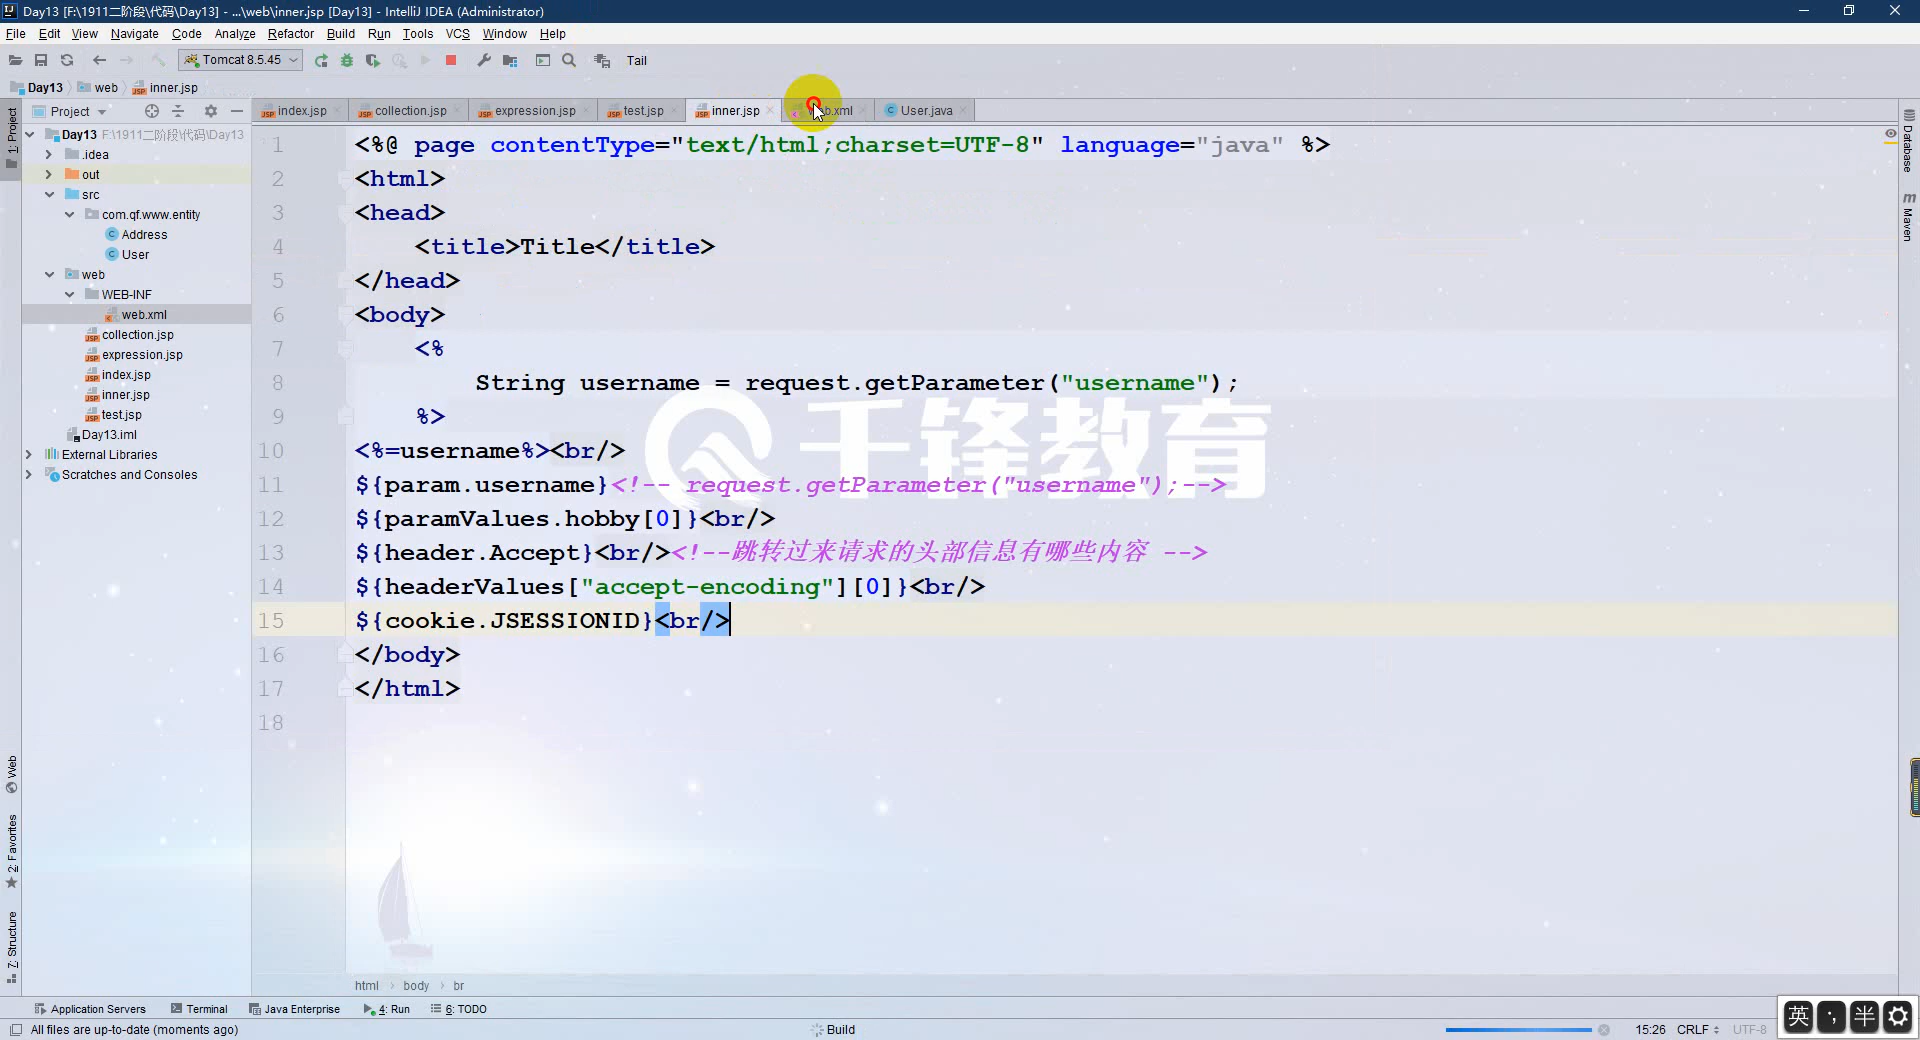 Day13 [F:\1911二阶段\代码\Day13] - ...\web\inner.jsp [Day13] - IntelliJ IDEA (Administrator)
File Edit View Navigate Code Analyze Refactor Build Run Tools VCS Window Help
Tomcat 8.5.45 Tail
Day13 web inner.jsp
Project index.jsp collection.jsp expression.jsp test.jsp inner.jsp web.xml User.java
Day13 F:\1911二阶段\代码\Day13
.idea
out
src
com.qf.www.entity
Address
User
web
WEB-INF
web.xml
collection.jsp
expression.jsp
index.jsp
inner.jsp
test.jsp
Day13.iml
External Libraries
Scratches and Consoles
1: Project
Web
2: Favorites
7: Structure
1 <%@ page contentType="text/html;charset=UTF-8" language="java" %>
2 <html>
3 <head>
4 <title>Title</title>
5 </head>
6 <body>
7 <%
8 String username = request.getParameter("username");
9 %>
10 <%=username%><br/>
11 ${param.username}<!-- request.getParameter("username");-->
12 ${paramValues.hobby[0]}<br/>
13 ${header.Accept}<br/><!--跳转过来请求的头部信息有哪些内容 -->
14 ${headerValues["accept-encoding"][0]}<br/>
15 ${cookie.JSESSIONID}<br/>
16 </body>
17 </html>
18
千锋教育
Database
m Maven
html body br
Application Servers Terminal Java Enterprise 4: Run 6: TODO
All files are up-to-date (moments ago) Build 15:26 CRLF UTF-8
英 ·, 半